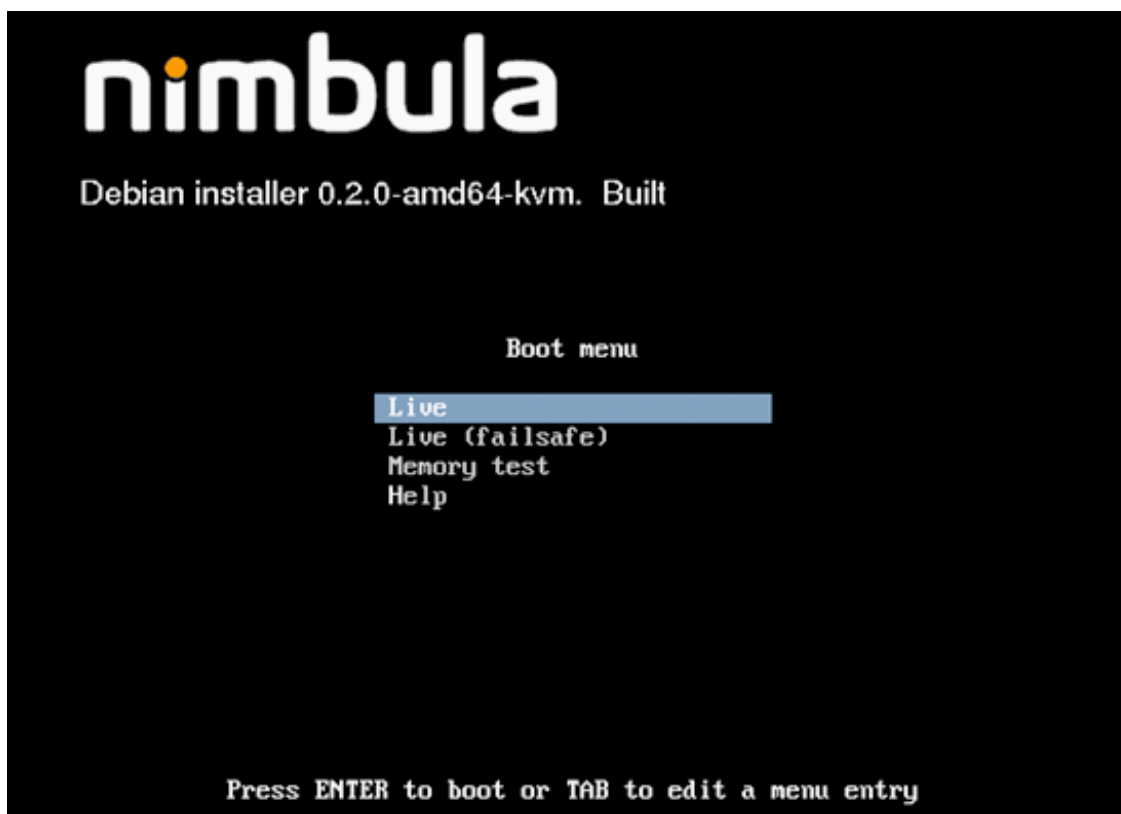 nimbula
Debian installer 0.2.0-amd64-kvm. Built
Boot menu
Live
Live (failsafe)
Memory test
Help
Press ENTER to boot or TAB to edit a menu entry